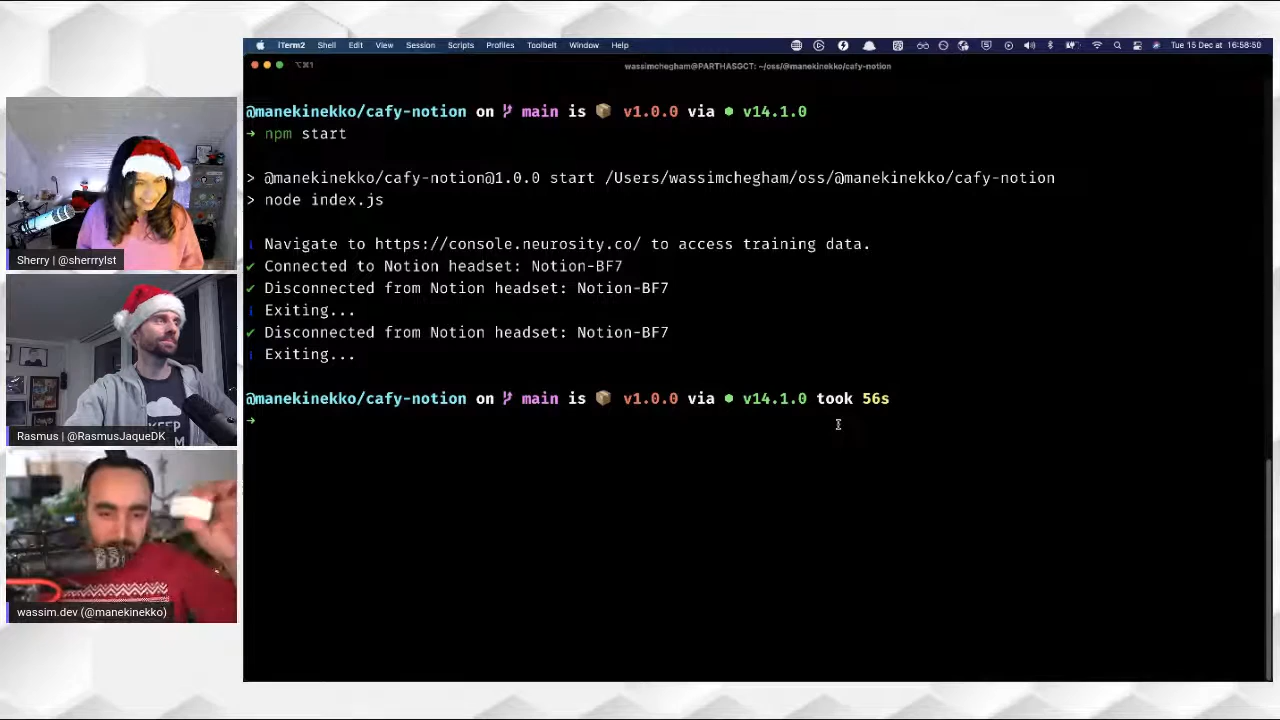 iTerm2 Shell Edit View Session Scripts Profiles Toolbelt Window Help Tue 15 Dec at 16:58:50
⌥⌘1 wassimchegham@PARTHASGCT: ~/oss/@manekinekko/cafy-notion
@manekinekko/cafy-notion on main is 📦 v1.0.0 via ● v14.1.0
➜ npm start
> @manekinekko/cafy-notion@1.0.0 start /Users/wassimchegham/oss/@manekinekko/cafy-notion
> node index.js
ℹ Navigate to https://console.neurosity.co/ to access training data.
✔ Connected to Notion headset: Notion-BF7
✔ Disconnected from Notion headset: Notion-BF7
ℹ Exiting...
✔ Disconnected from Notion headset: Notion-BF7
ℹ Exiting...
@manekinekko/cafy-notion on main is 📦 v1.0.0 via ● v14.1.0 took 56s
➜
Sherry | @sherrrylst
KEEP
Rasmus | @RasmusJaqueDK
wassim.dev (@manekinekko)